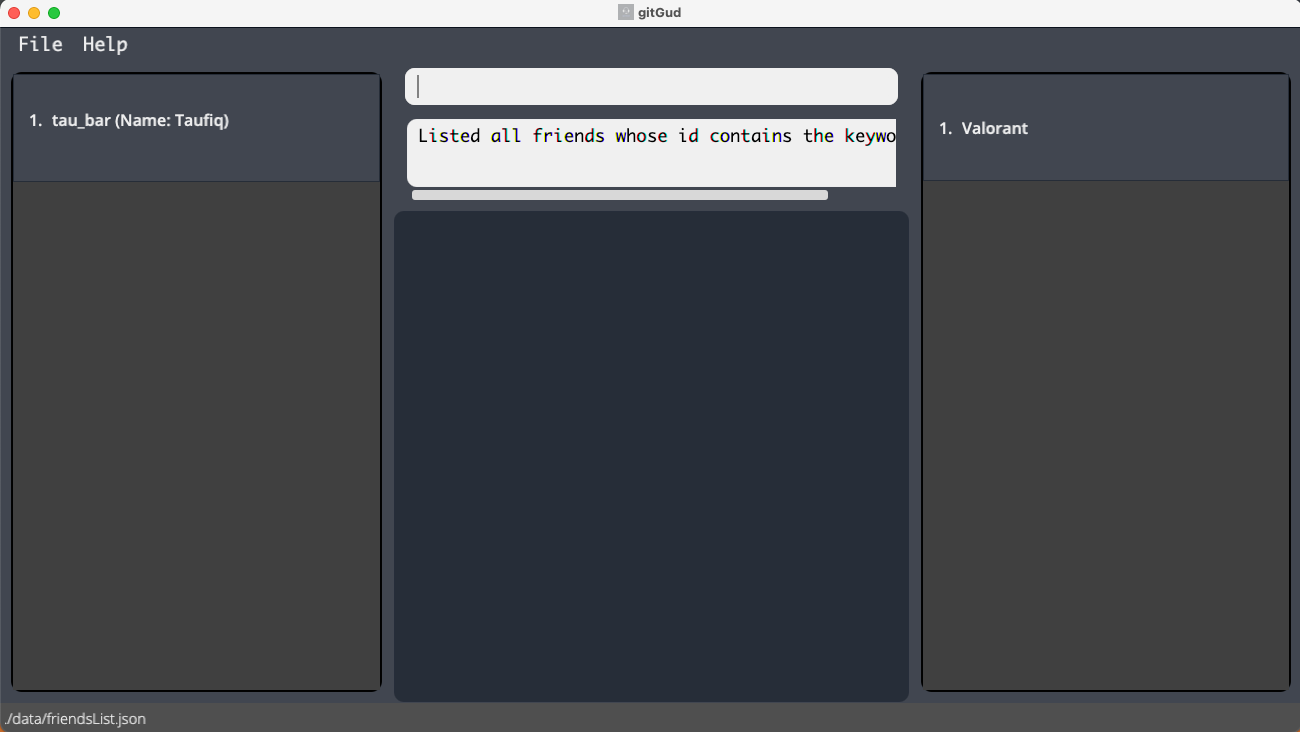 gitGud
File Help
1. tau_bar (Name: Taufiq)
Listed all friends whose id contains the
1. Valorant
./data/friendsList.json